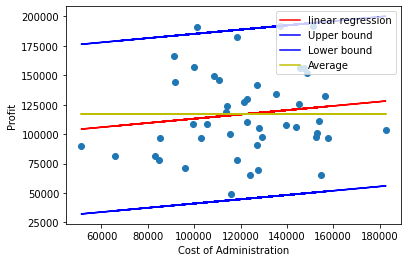 200000
175000
150000
125000
100000
75000
50000
25000
Profit
linear regression
Upper bound
Lower bound
Average
60000 80000 100000 120000 140000 160000 180000
Cost of Administration